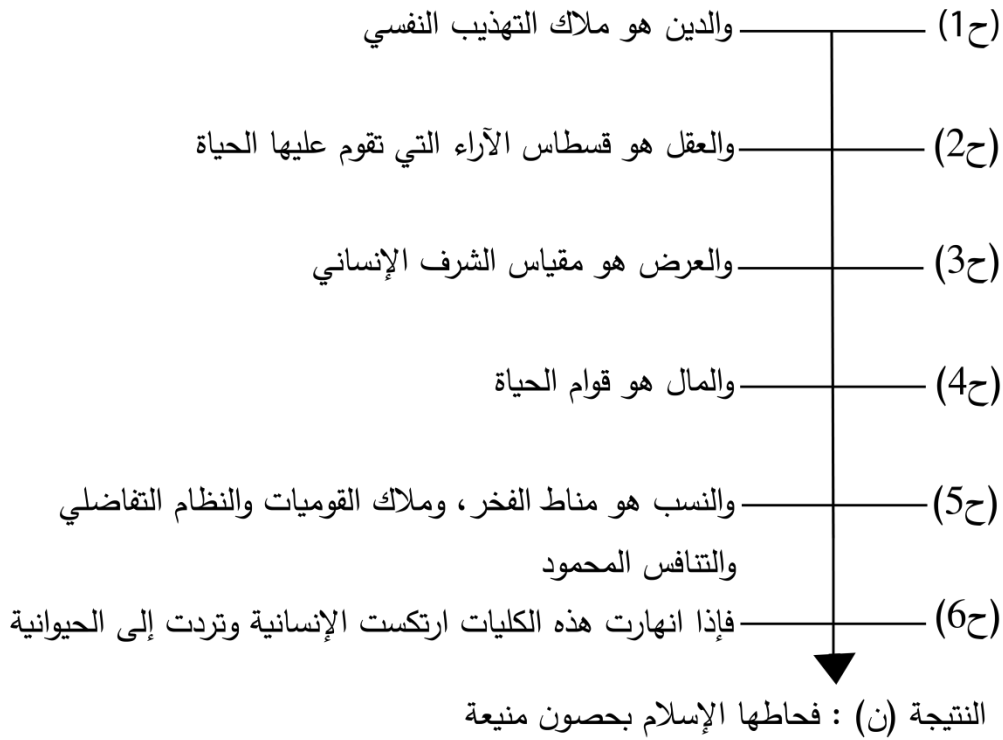 (ح1) والدين هو ملاك التهذيب النفسي
(ح2) والعقل هو قسطاس الآراء التي تقوم عليها الحياة
(ح3) والعرض هو مقياس الشرف الإنساني
(ح4) والمال هو قوام الحياة
(ح5) والنسب هو مناط الفخر، وملاك القوميات والنظام التفاضلي
والتنافس المحمود
(ح6) فإذا انهارت هذه الكليات ارتكست الإنسانية وتردت إلى الحيوانية
النتيجة (ن) : فحاطها الإسلام بحصون منيعة